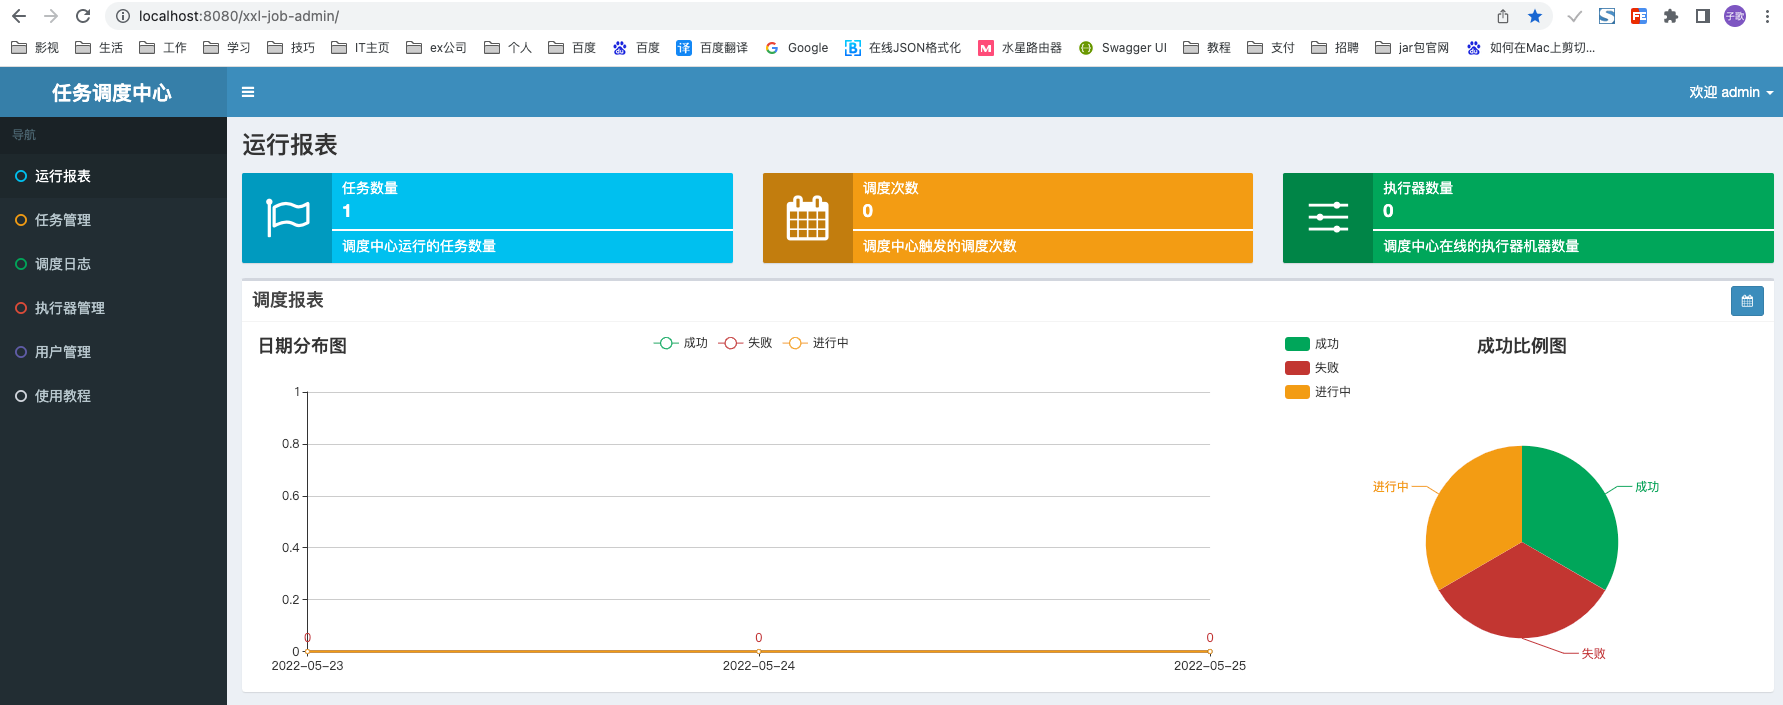 localhost:8080/xxl-job-admin/
子歌
影视 生活 工作 学习 技巧 IT主页 ex公司 个人 百度 百度 译 百度翻译 Google 在线JSON格式化 M 水星路由器 Swagger UI 教程 支付 招聘 jar包官网 如何在Mac上剪切...
任务调度中心
欢迎 admin
导航
运行报表
任务管理
调度日志
执行器管理
用户管理
使用教程
运行报表
任务数量
1
调度中心运行的任务数量
调度次数
0
调度中心触发的调度次数
执行器数量
0
调度中心在线的执行器机器数量
调度报表
日期分布图
成功 失败 进行中
1
0.8
0.6
0.4
0.2
0
0 0 0
2022-05-23 2022-05-24 2022-05-25
成功
失败
进行中
成功比例图
进行中
成功
失败